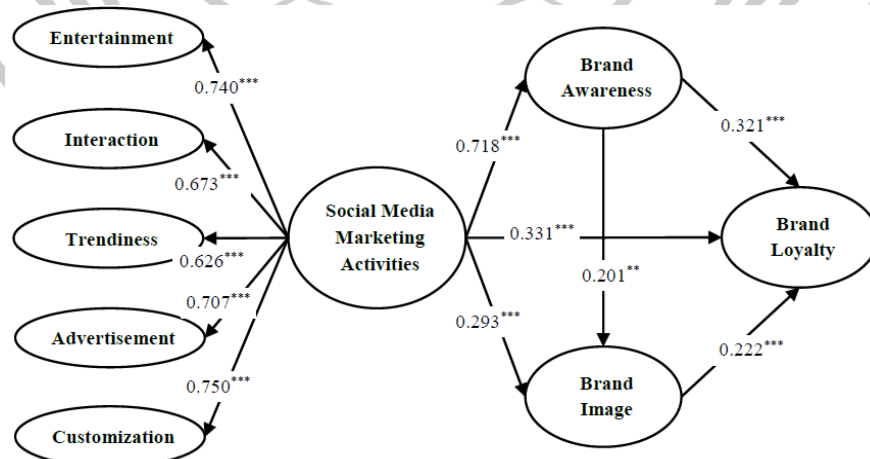 Entertainment
0.740***
Interaction
0.673***
Trendiness
0.626***
Advertisement
0.707***
0.750***
Customization
Social Media
Marketing
Activities
Brand
Awareness
0.718***
0.321***
0.331***
0.201**
0.293***
0.222***
Brand
Loyalty
Brand
Image